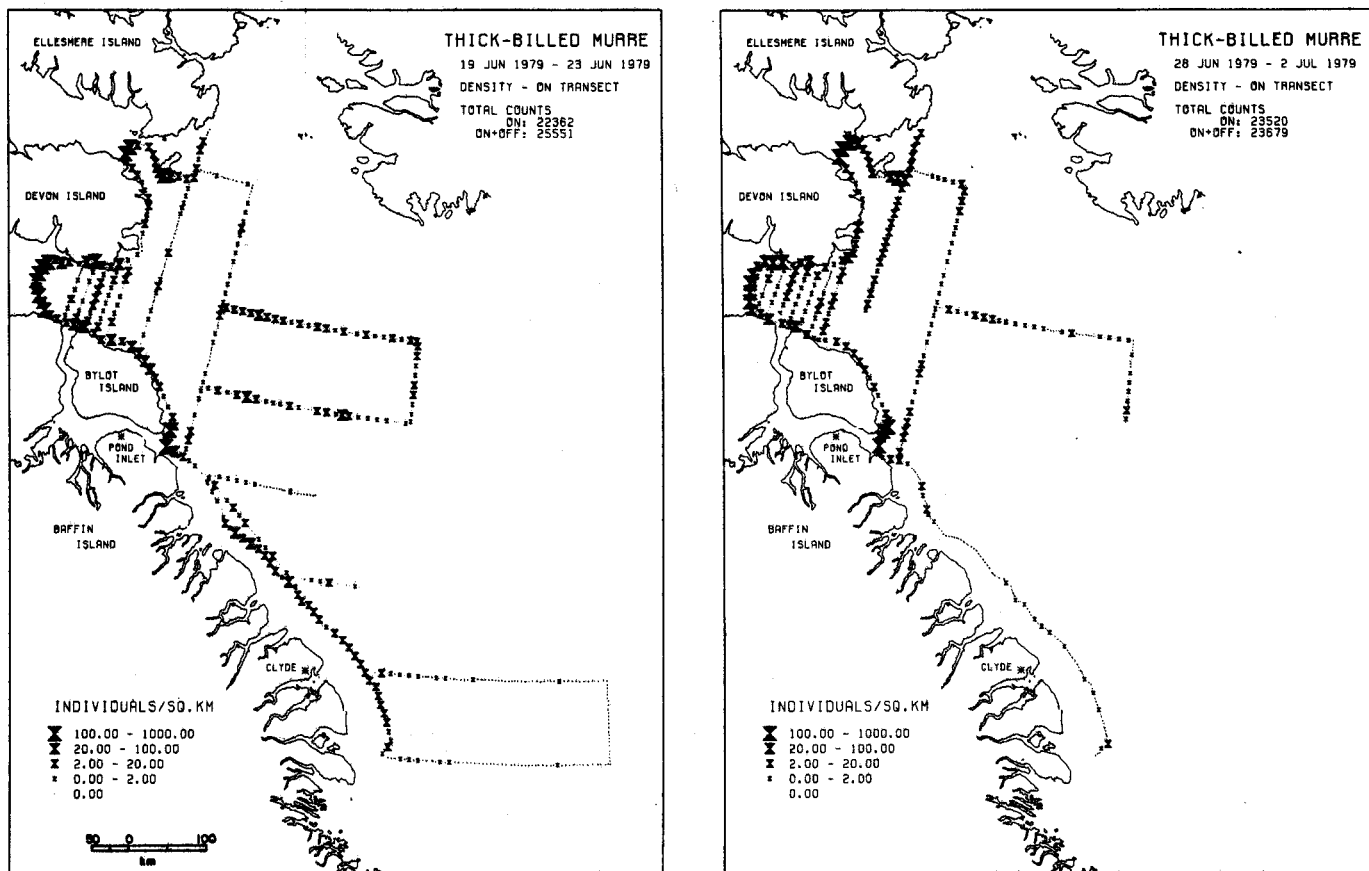 THICK-BILLED MURRE
19 JUN 1979 - 23 JUN 1979
DENSITY - ON TRANSECT
TOTAL COUNTS
ON: 22362
ON+OFF: 25551
ELLESMERE ISLAND
DEVON ISLAND
BYLOT
ISLAND
POND
INLET
BAFFIN
ISLAND
CLYDE
INDIVIDUALS/SQ.KM
100.00 - 1000.00
20.00 - 100.00
2.00 - 20.00
0.00 - 2.00
0.00
50 0 100
km
THICK-BILLED MURRE
28 JUN 1979 - 2 JUL 1979
DENSITY - ON TRANSECT
TOTAL COUNTS
ON: 23520
ON+OFF: 23679
ELLESMERE ISLAND
DEVON ISLAND
BYLOT
ISLAND
POND
INLET
BAFFIN
ISLAND
CLYDE
INDIVIDUALS/SQ.KM
100.00 - 1000.00
20.00 - 100.00
2.00 - 20.00
0.00 - 2.00
0.00